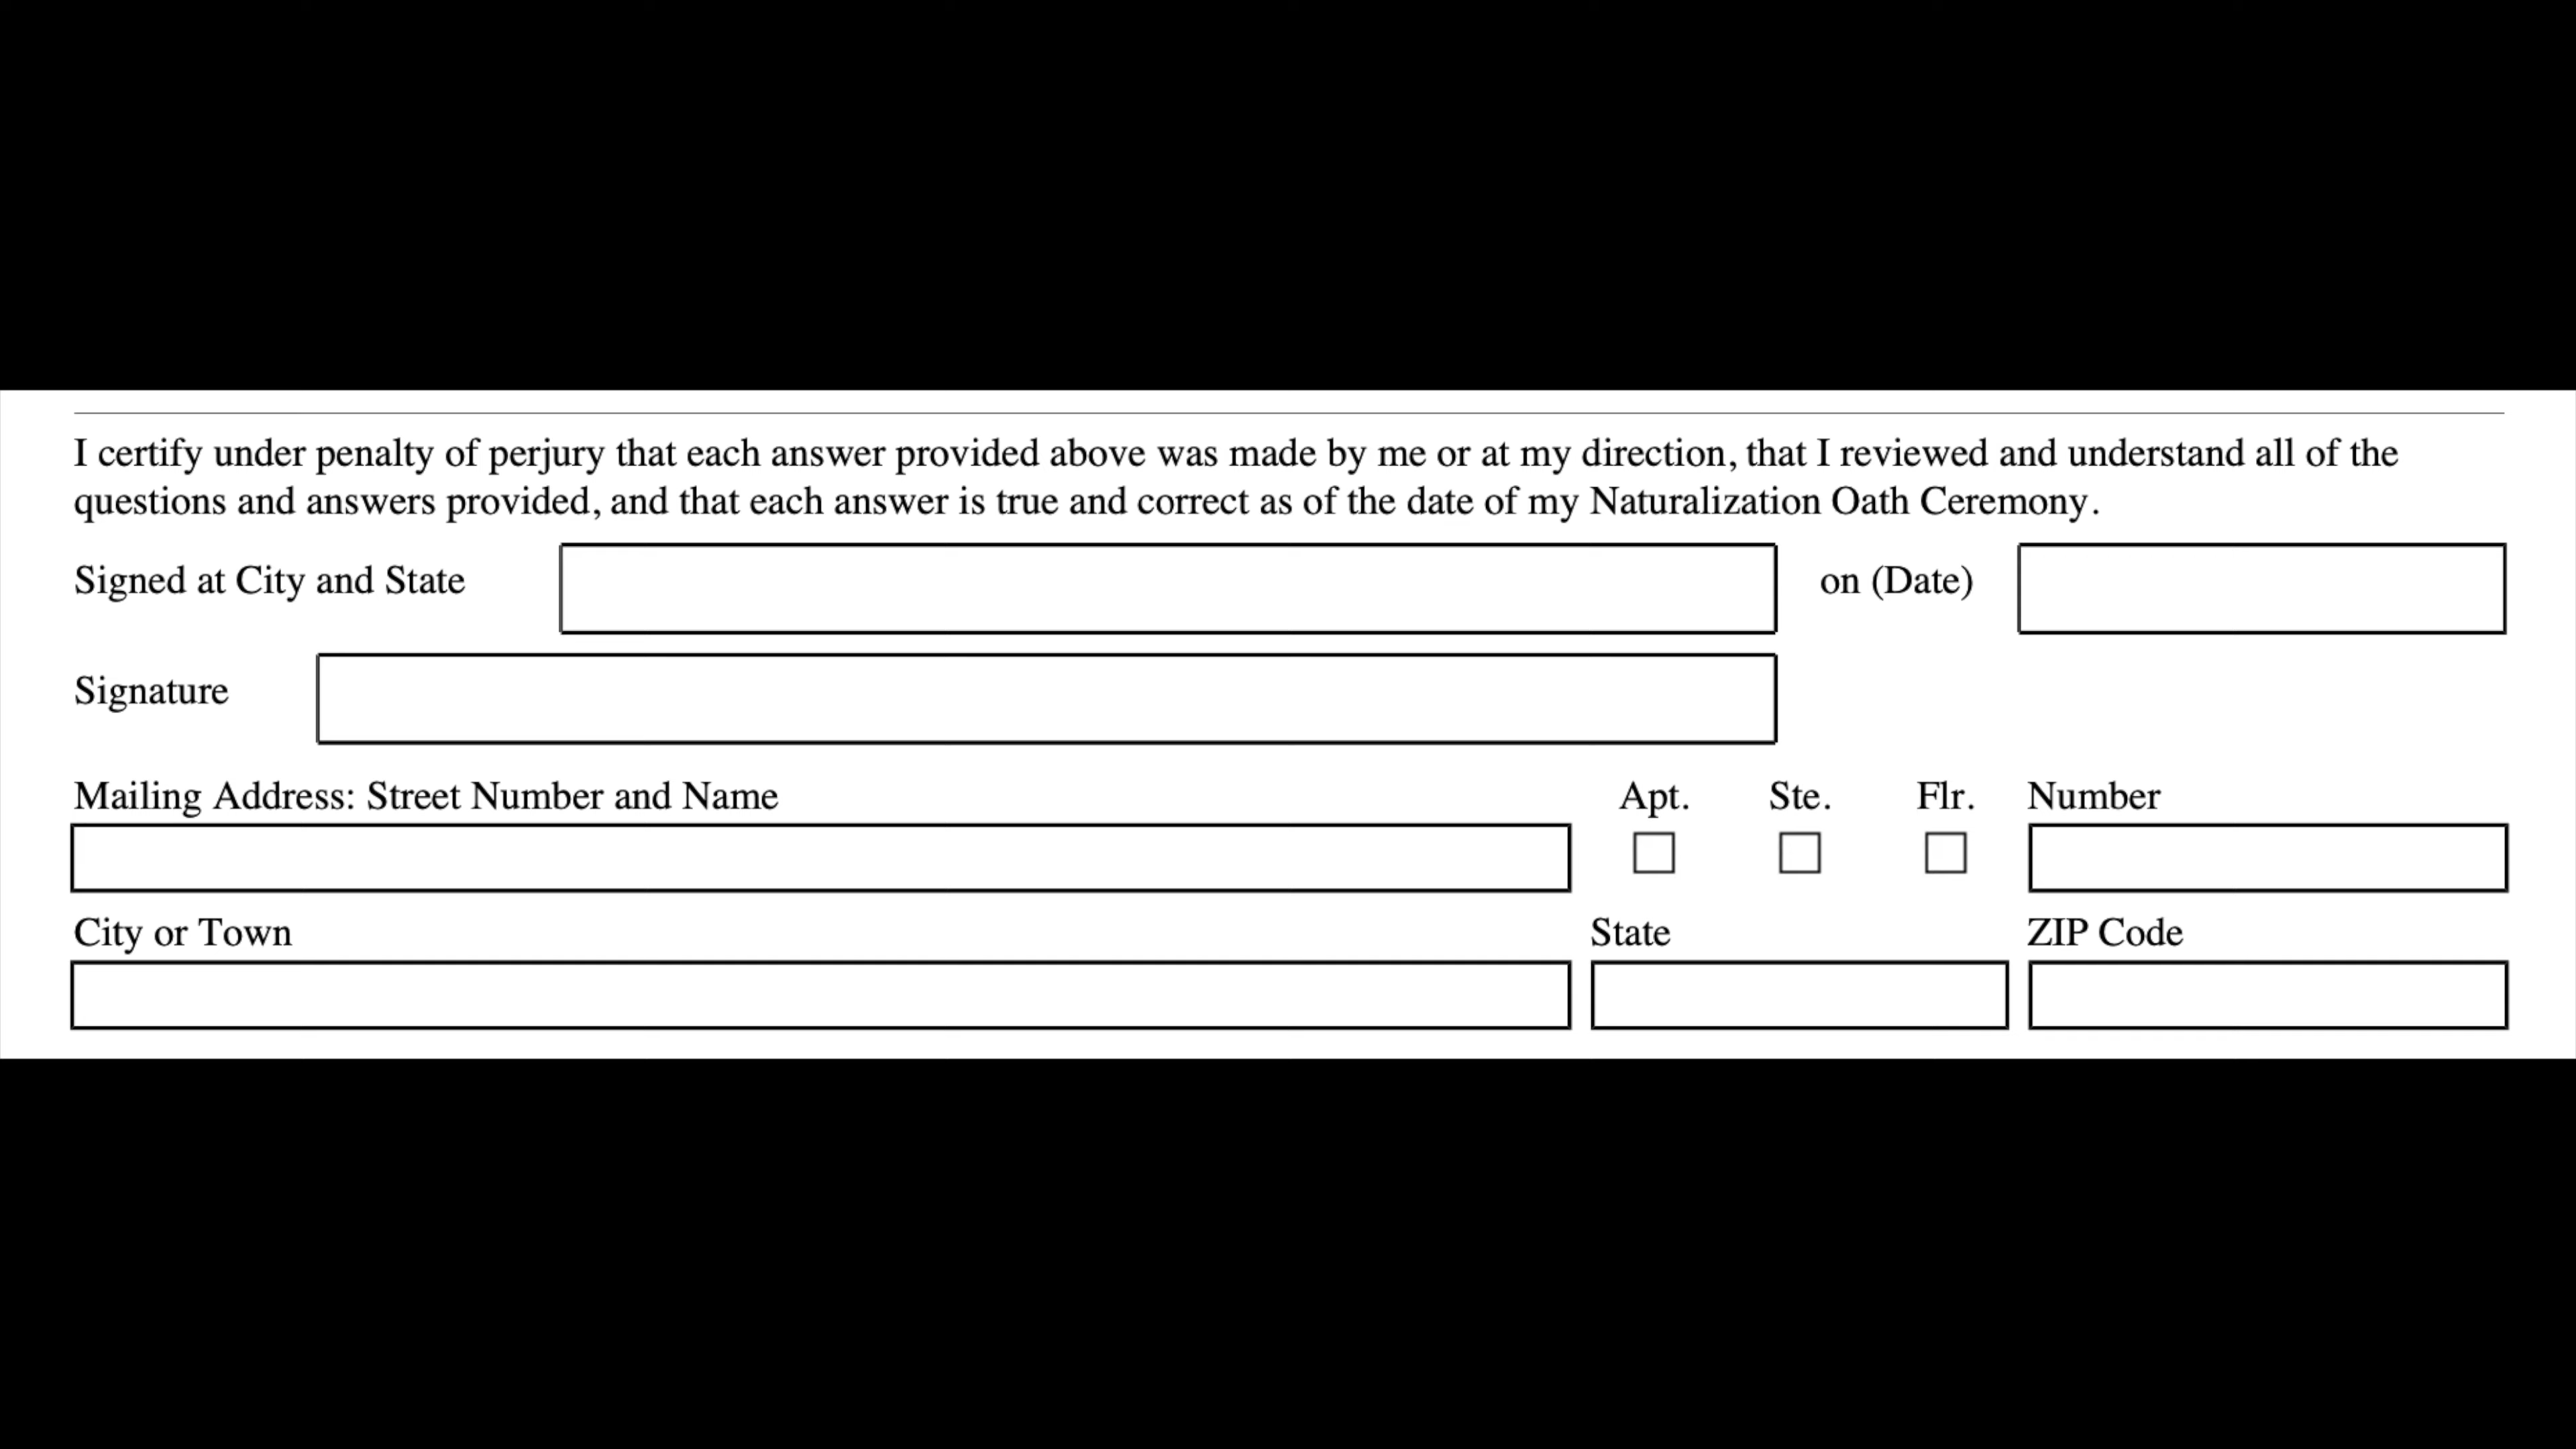 I certify under penalty of perjury that each answer provided above was made by me or at my direction, that I reviewed and understand all of the
questions and answers provided, and that each answer is true and correct as of the date of my Naturalization Oath Ceremony.
Signed at City and State on (Date)
Signature
Mailing Address: Street Number and Name Apt. Ste. Flr. Number
City or Town State ZIP Code